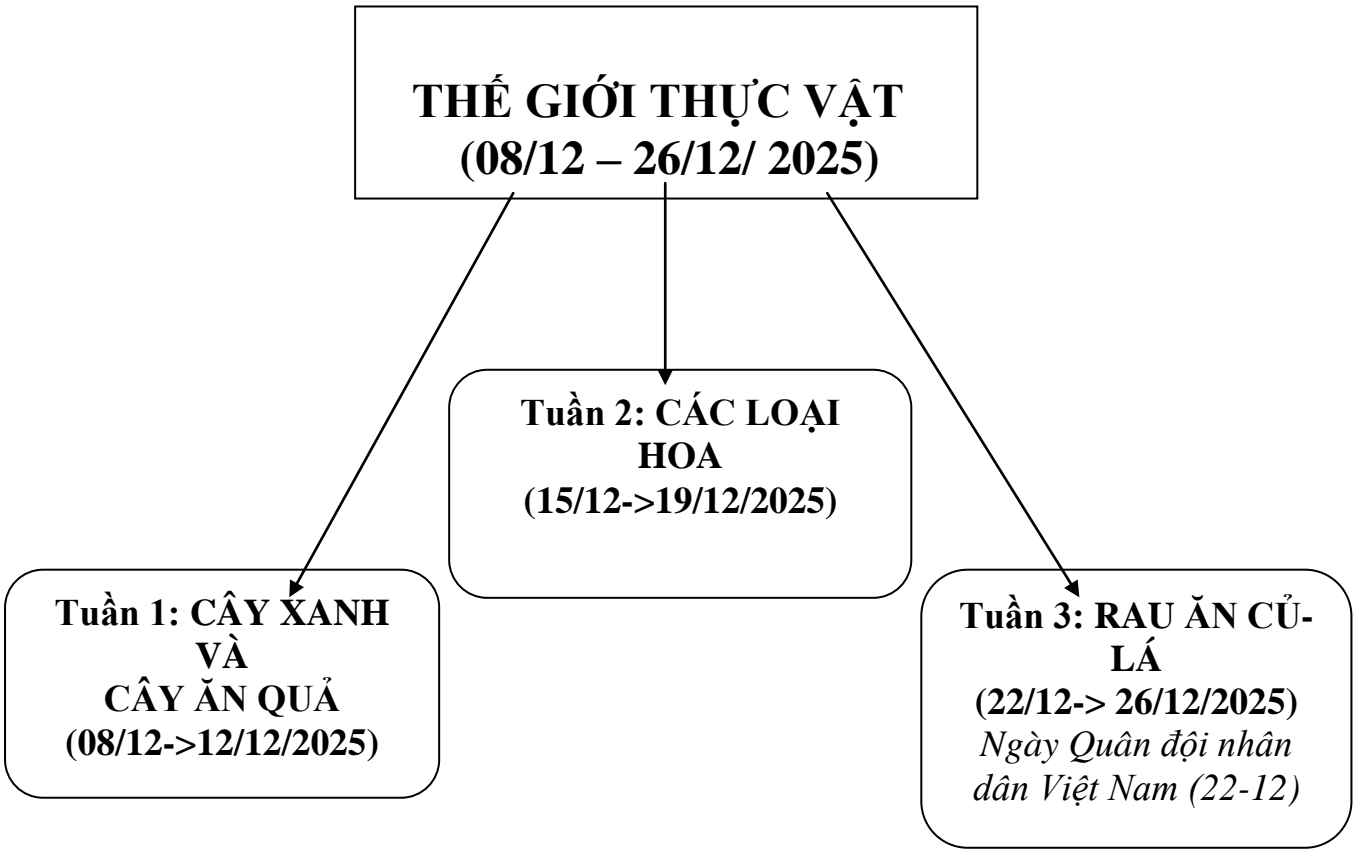 THẾ GIỚI THỰC VẬT
(08/12 – 26/12/ 2025)
Tuần 2: CÁC LOẠI
HOA
(15/12->19/12/2025)
Tuần 1: CÂY XANH
VÀ
CÂY ĂN QUẢ
(08/12->12/12/2025)
Tuần 3: RAU ĂN CỦ-
LÁ
(22/12-> 26/12/2025)
Ngày Quân đội nhân
dân Việt Nam (22-12)